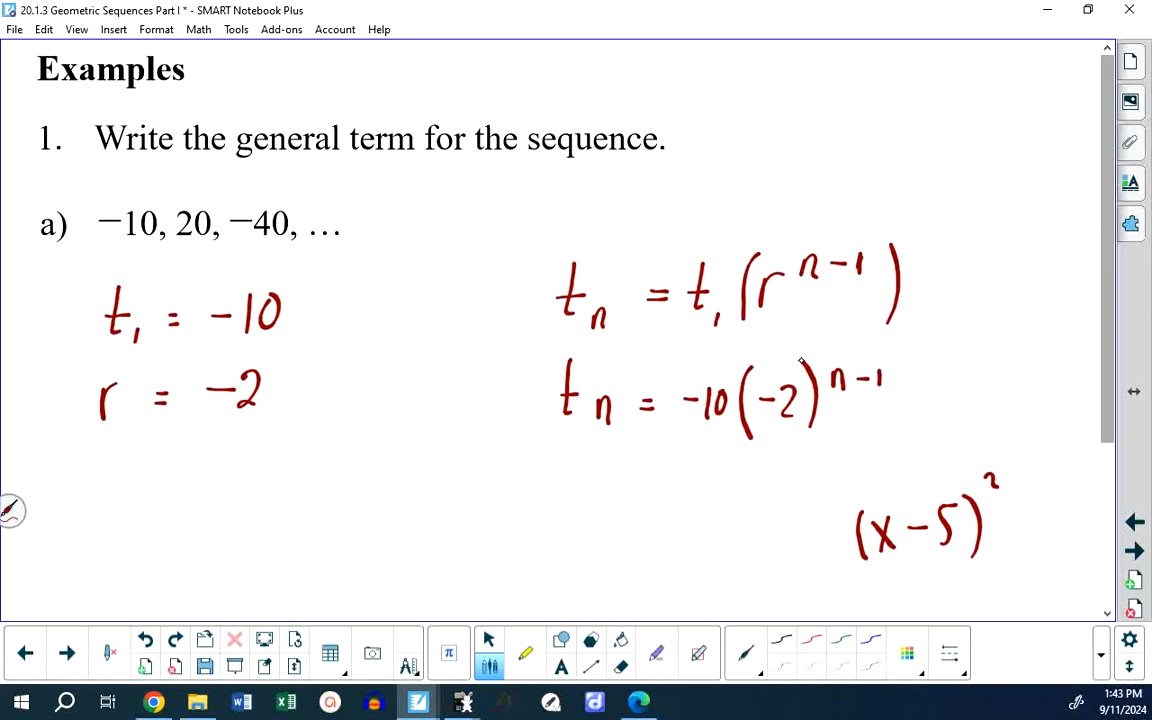 20.1.3 Geometric Sequences Part I * - SMART Notebook Plus
File Edit View Insert Format Math Tools Add-ons Account Help
Examples
1. Write the general term for the sequence.
a) −10, 20, −40, …
t₁ = -10
r = -2
tₙ = t₁(rⁿ⁻¹)
tₙ = -10(-2)ⁿ⁻¹
(x-5)²
1:43 PM
9/11/2024